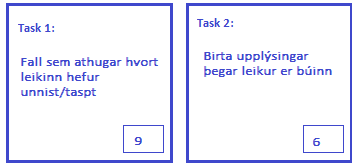 Task 1:
Fall sem athugar hvort
leikinn hefur
unnist/taspt
9
Task 2:
Birta upplýsingar
þegar leikur er búinn
6